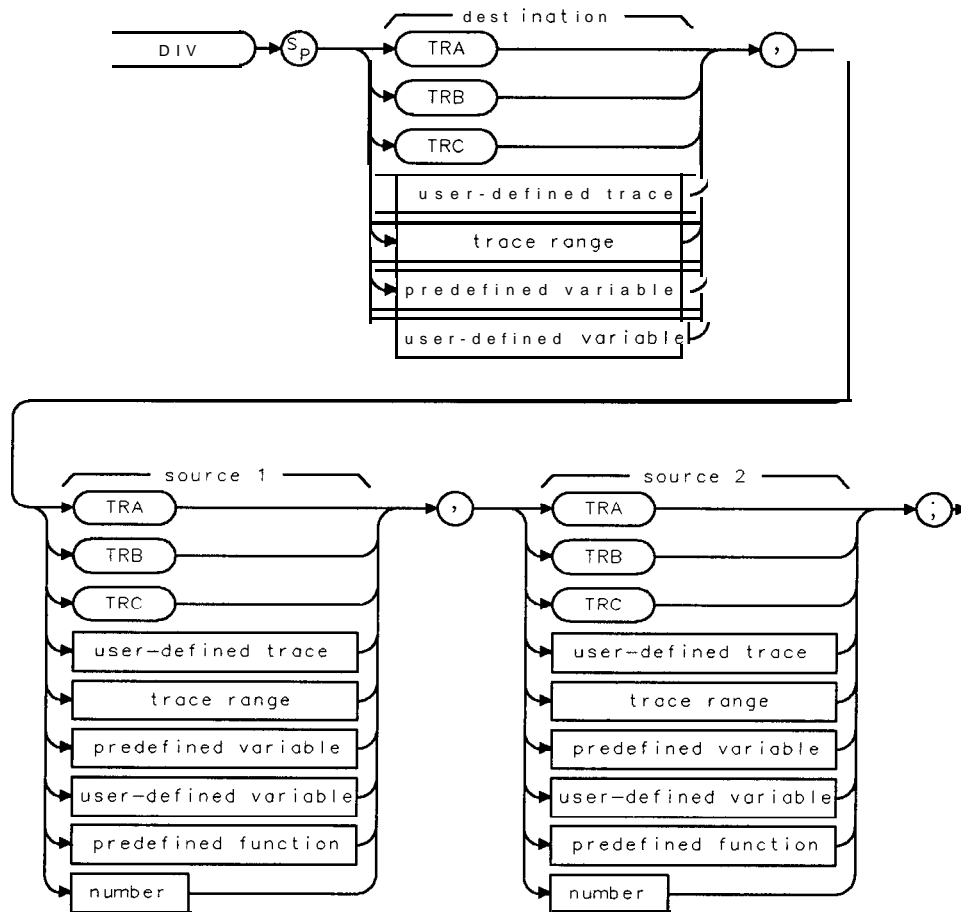 destination
DIV
Sp
TRA
,
TRB
TRC
user-defined trace
trace range
predefined variable
user-defined variable
source 1
source 2
TRA
,
TRA
;
TRB
TRB
TRC
TRC
user-defined trace
user-defined trace
trace range
trace range
predefined variable
predefined variable
user-defined variable
user-defined variable
predefined function
predefined function
number
number